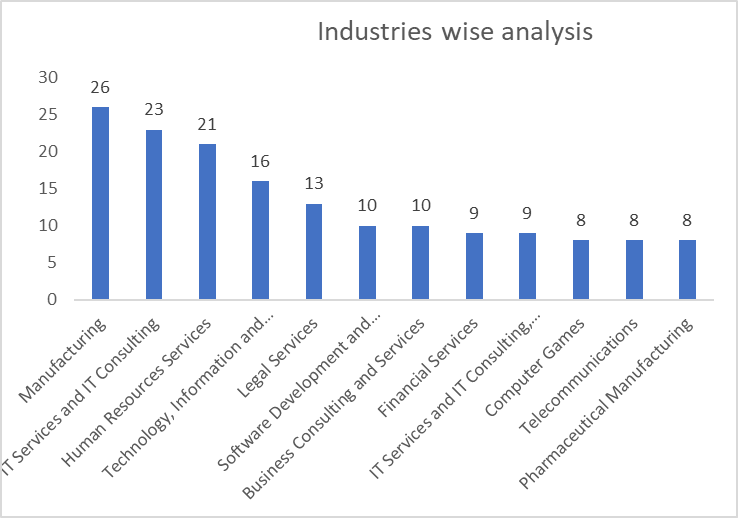 Industries wise analysis
30
25
20
15
10
5
0
26
23
21
16
13
10
10
9
9
8
8
8
Manufacturing
IT Services and IT Consulting
Human Resources Services
Technology, Information and...
Legal Services
Software Development and...
Business Consulting and Services
Financial Services
IT Services and IT Consulting,...
Computer Games
Telecommunications
Pharmaceutical Manufacturing